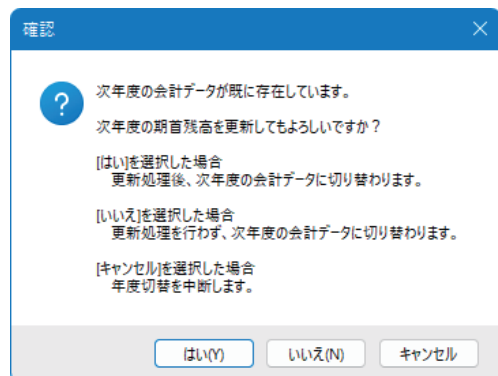 確認
次年度の会計データが既に存在しています。
次年度の期首残高を更新してもよろしいですか？
[はい]を選択した場合
更新処理後、次年度の会計データに切り替わります。
[いいえ]を選択した場合
更新処理を行わず、次年度の会計データに切り替わります。
[キャンセル]を選択した場合
年度切替を中断します。
はい(Y) いいえ(N) キャンセル